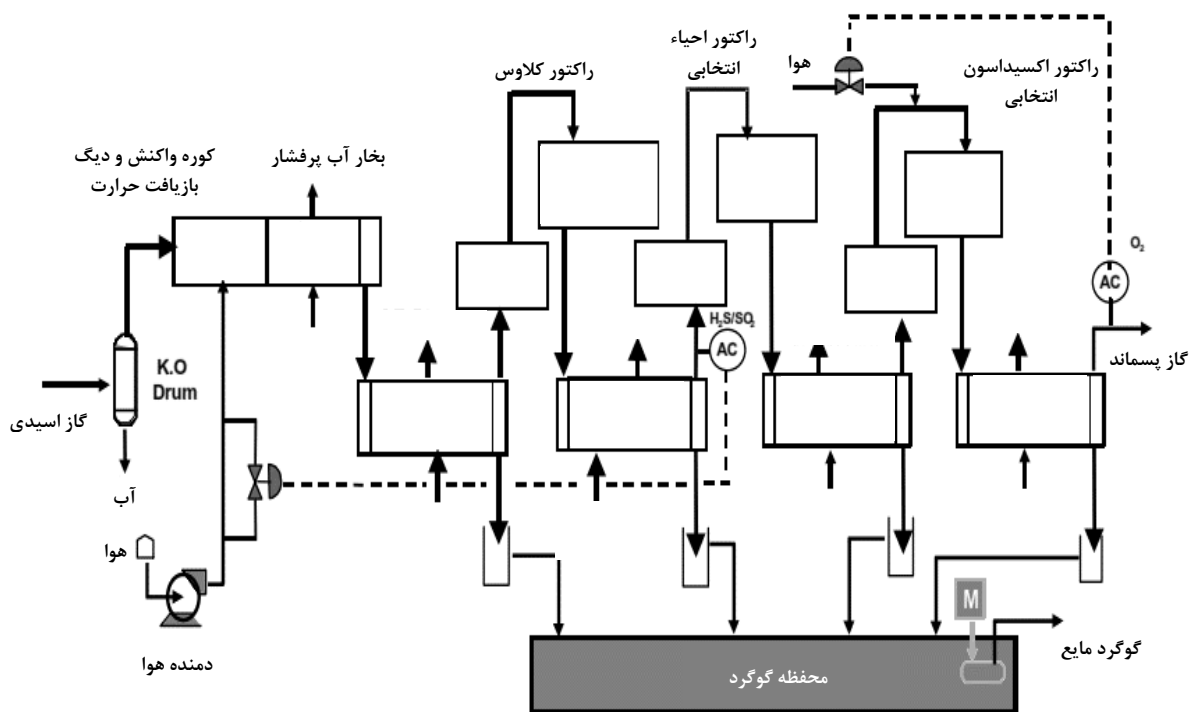 هوا
راکتور اکسیداسون
انتخابی
راکتور احیاء
انتخابی
راکتور کلاوس
بخار آب پرفشار
کوره واکنش و دیگ
بازیافت حرارت
O₂
AC
H₂S/SO₂
AC
گاز پسماند
K.O
Drum
گاز اسیدی
آب
هوا
دمنده هوا
M
گوگرد مایع
محفظه گوگرد